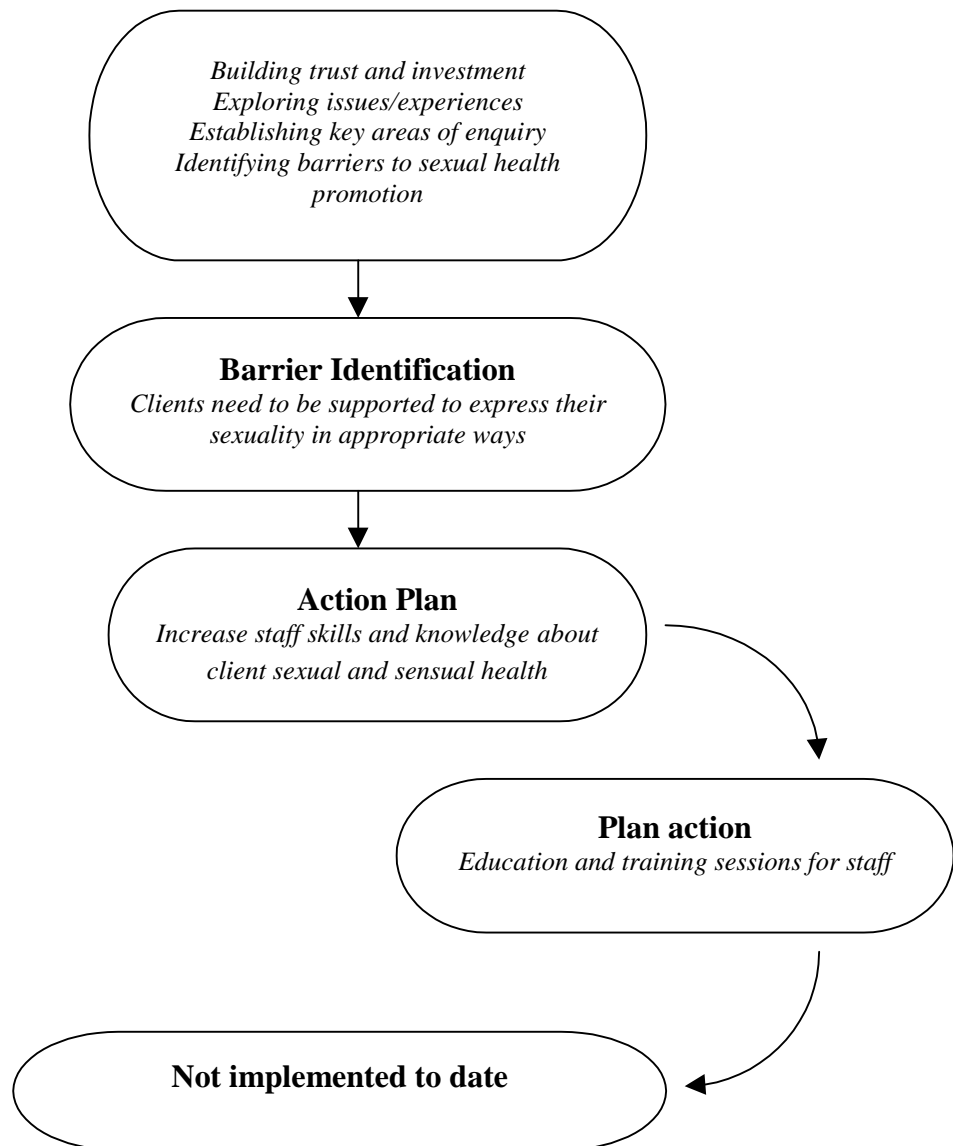 Building trust and investment
Exploring issues/experiences
Establishing key areas of enquiry
Identifying barriers to sexual health
promotion
Barrier Identification
Clients need to be supported to express their
sexuality in appropriate ways
Action Plan
Increase staff skills and knowledge about
client sexual and sensual health
Plan action
Education and training sessions for staff
Not implemented to date